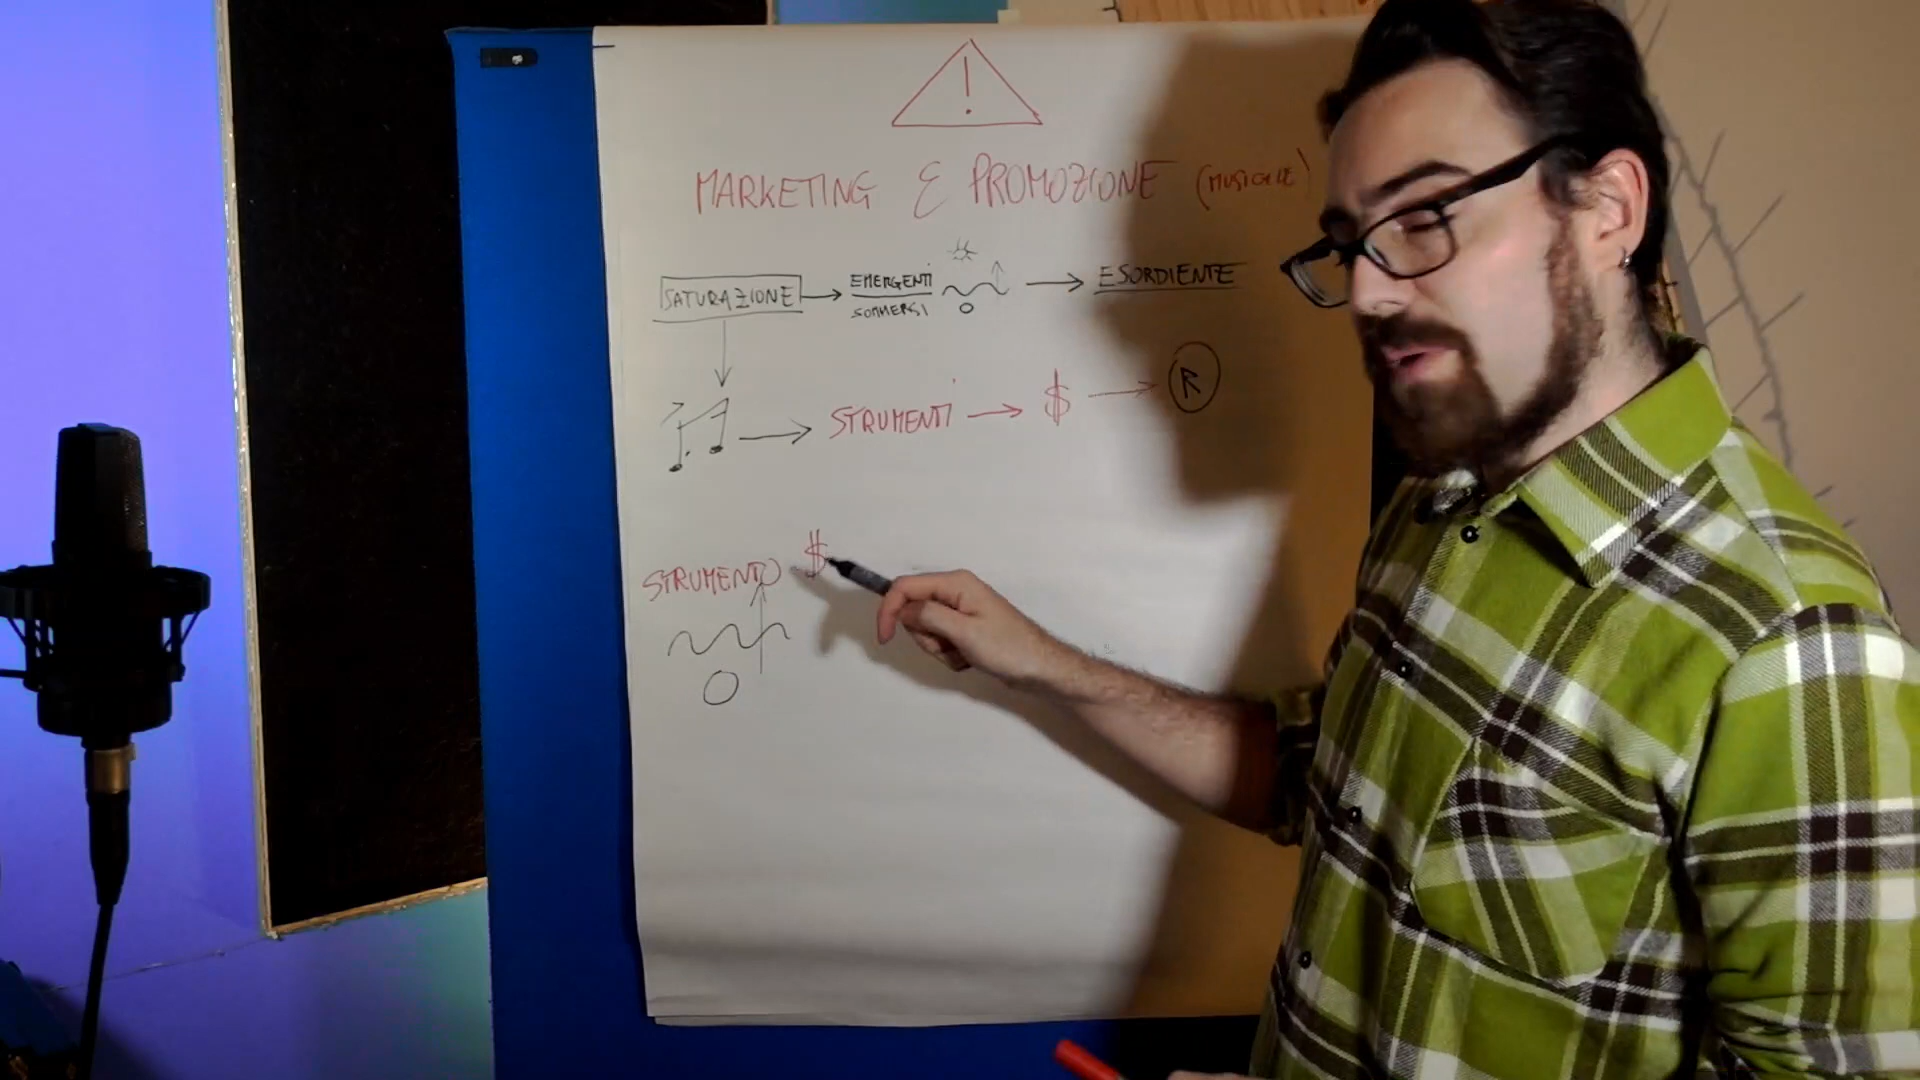 !
MARKETING E PROMOZIONE (MUSICALE)
SATURAZIONE → EMERGENTI → ESORDIENTE
SOMMERSI
→ STRUMENTI → $ → R
STRUMENTO → $